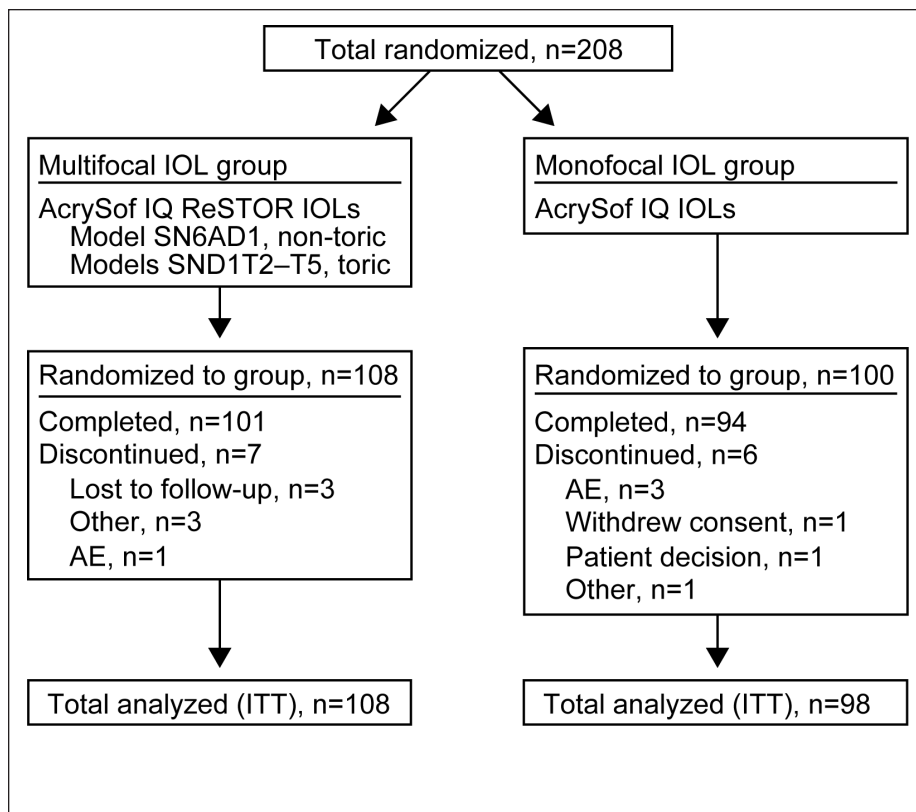 Total randomized, n=208
Multifocal IOL group
AcrySof IQ ReSTOR IOLs
Model SN6AD1, non-toric
Models SND1T2–T5, toric
Monofocal IOL group
AcrySof IQ IOLs
Randomized to group, n=108
Completed, n=101
Discontinued, n=7
Lost to follow-up, n=3
Other, n=3
AE, n=1
Randomized to group, n=100
Completed, n=94
Discontinued, n=6
AE, n=3
Withdrew consent, n=1
Patient decision, n=1
Other, n=1
Total analyzed (ITT), n=108
Total analyzed (ITT), n=98